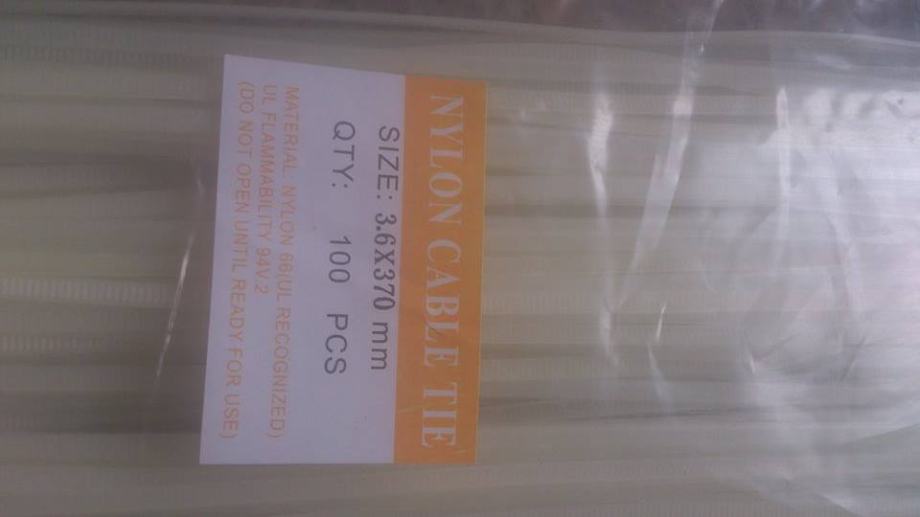 NYLON CABLE TIE
SIZE: 3.6X370 mm
QTY: 100 PCS
MATERIAL: NYLON 66(UL RECOGNIZED)
UL FLAMMABILITY 94V.2
(DO NOT OPEN UNTIL READY FOR USE)